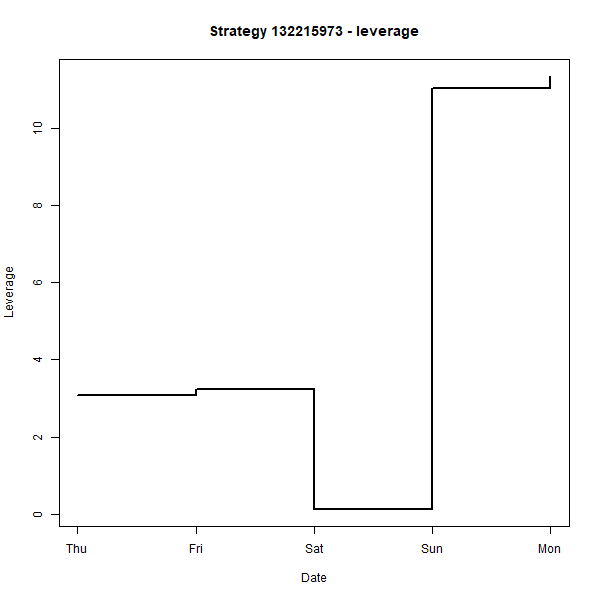 Strategy 132215973 - leverage
10
8
6
4
2
0
Leverage
Thu Fri Sat Sun Mon
Date